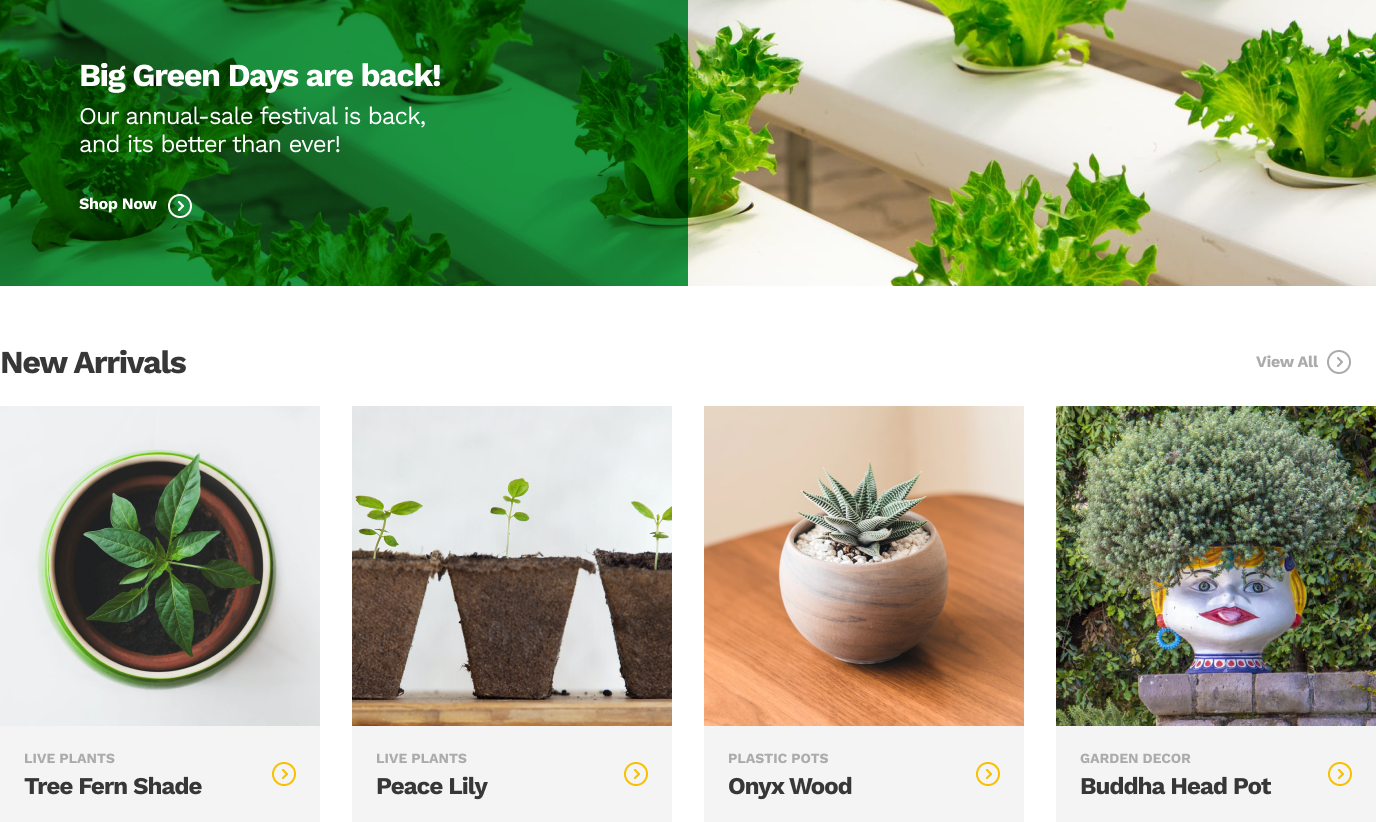 Big Green Days are back!
Our annual-sale festival is back,
and its better than ever!
Shop Now
New Arrivals
View All
LIVE PLANTS
Tree Fern Shade
LIVE PLANTS
Peace Lily
PLASTIC POTS
Onyx Wood
GARDEN DECOR
Buddha Head Pot